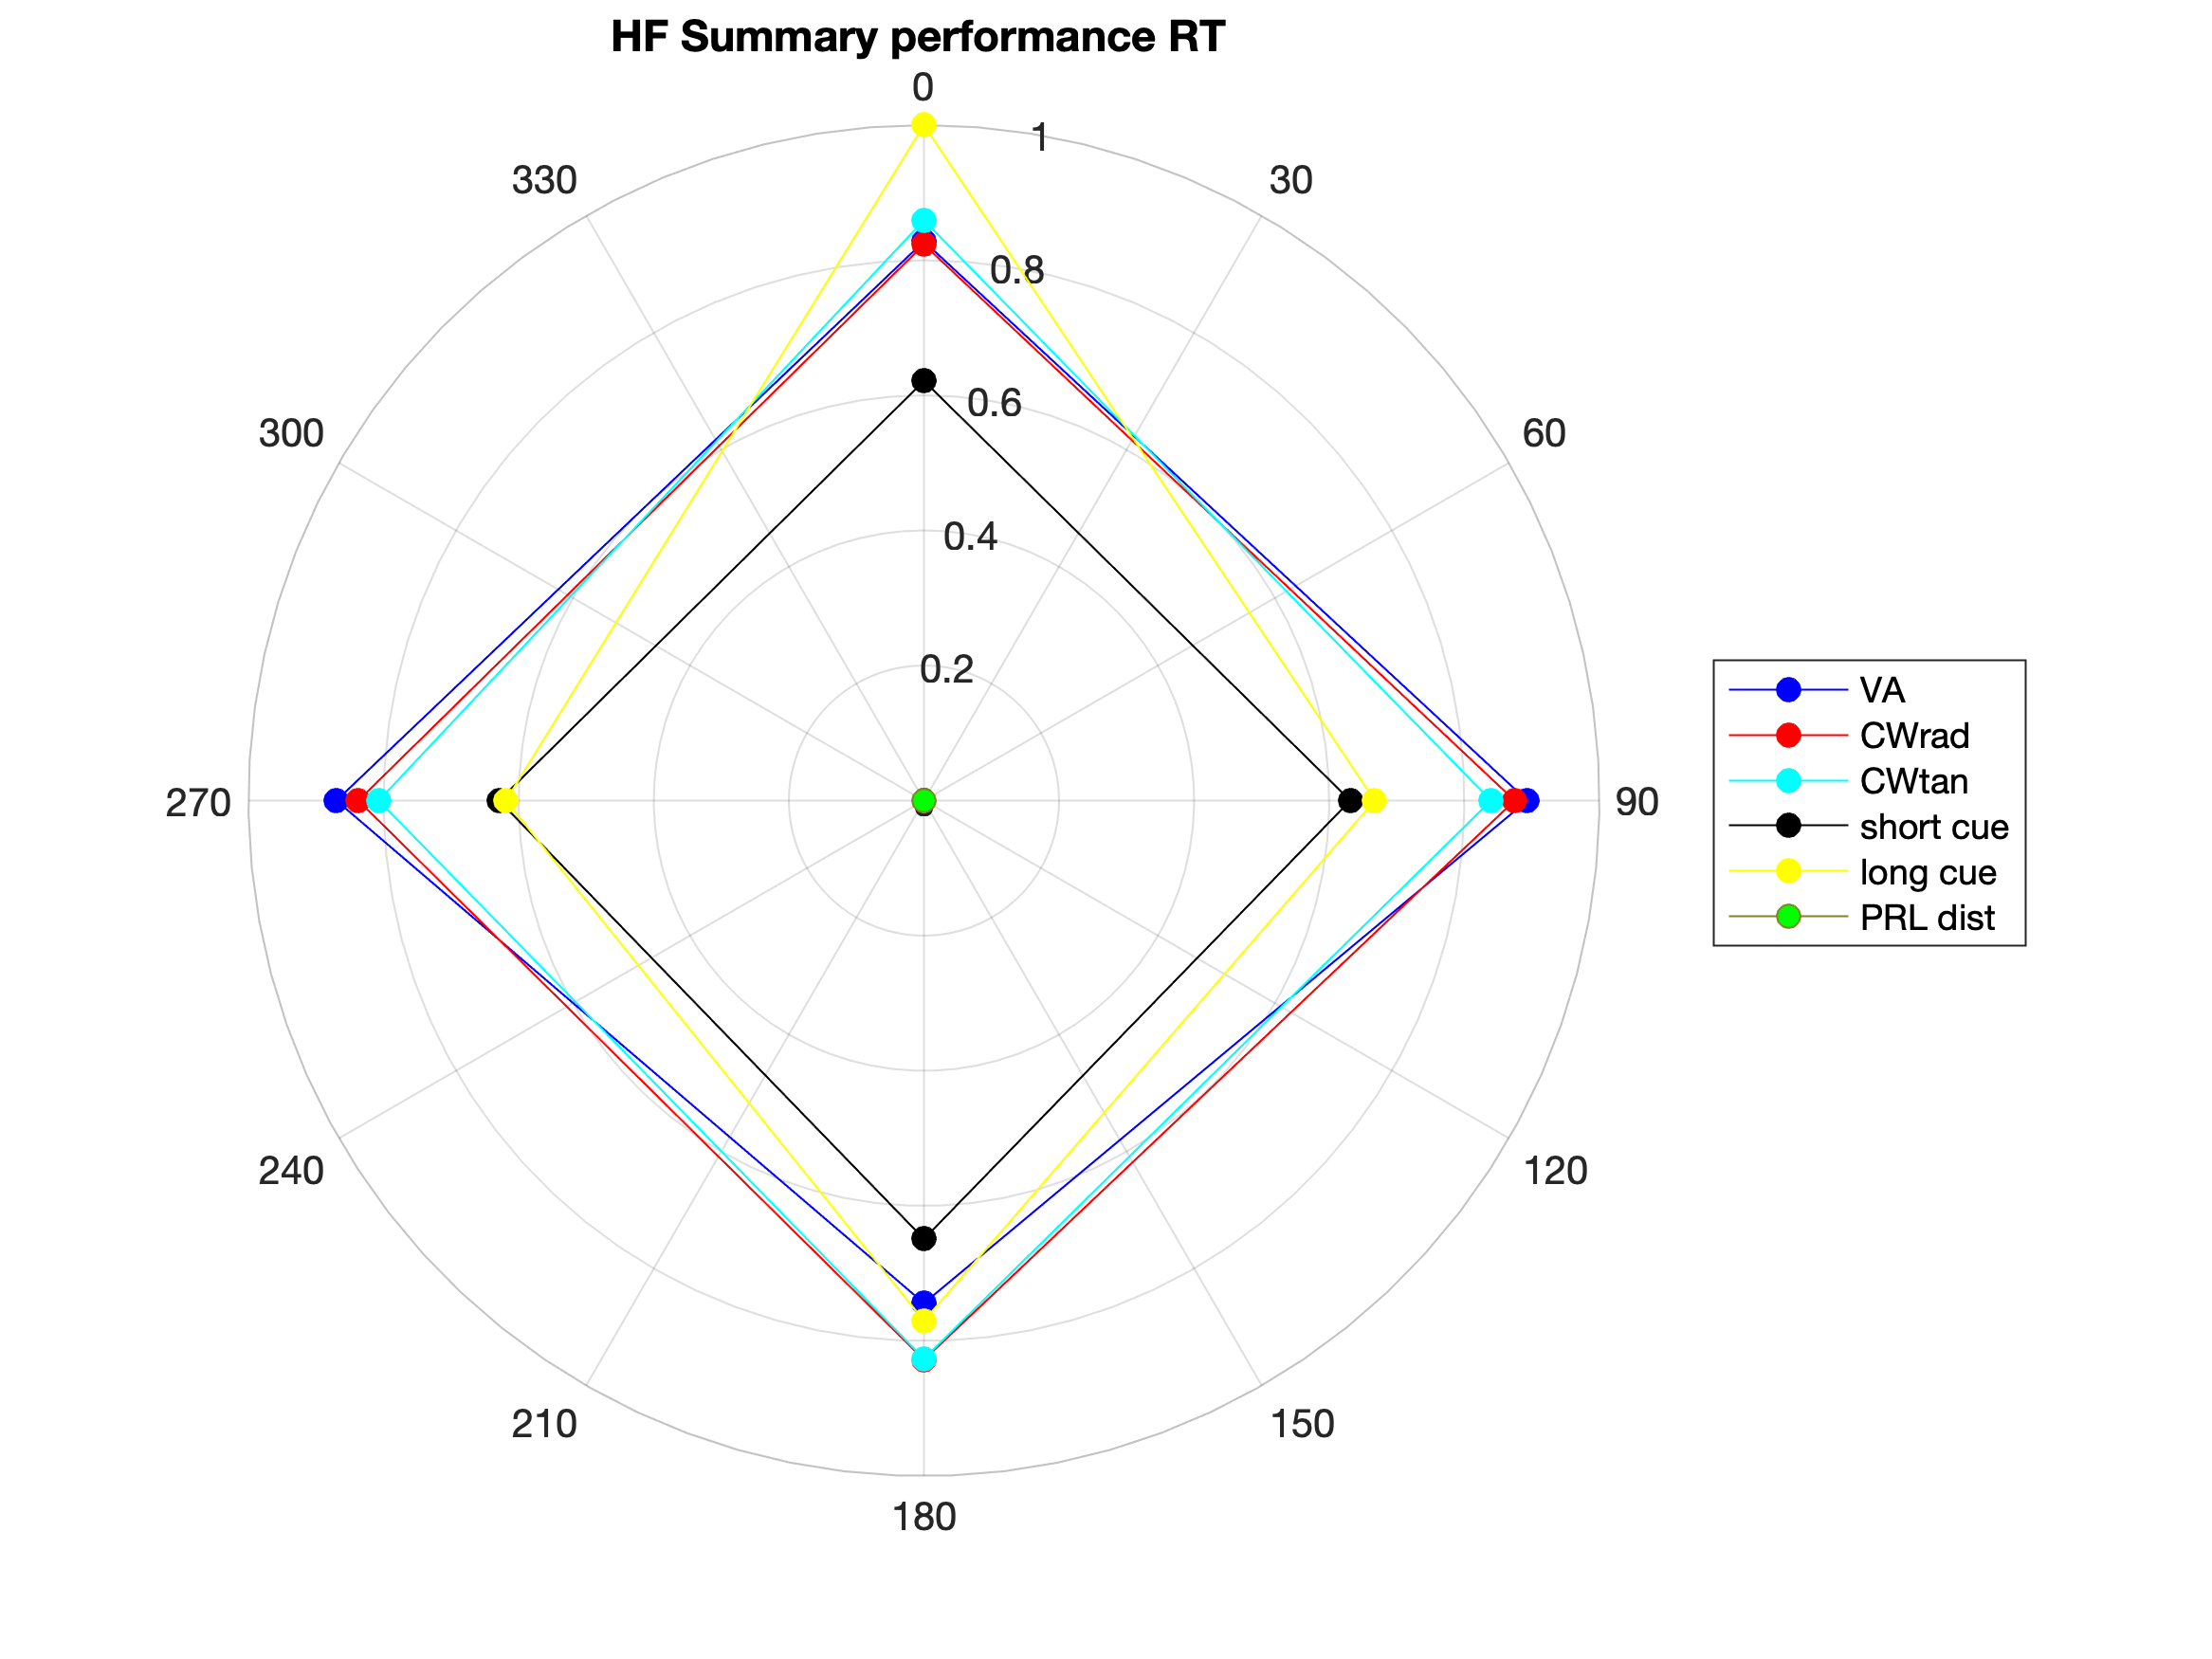 HF Summary performance RT
0
1
330
30
0.8
0.6
300
60
0.4
0.2
VA
CWrad
CWtan
short cue
long cue
PRL dist
270
90
240
120
210
150
180